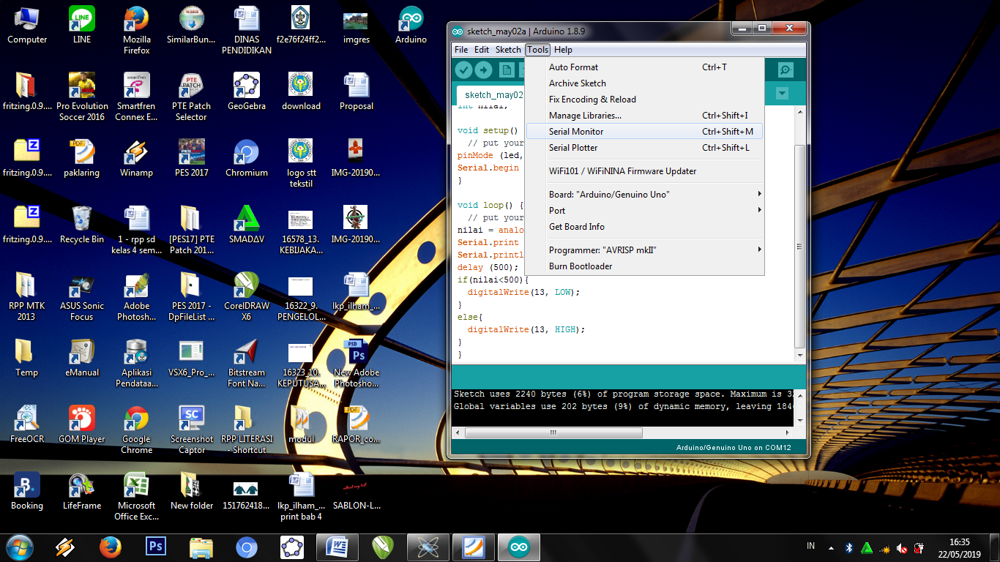 Computer
LINE
Mozilla
Firefox
SimilarBun...
DINAS
PENDIDIKAN
f2e76f24ff2...
imgres
Arduino
fritzing.0.9....
Pro Evolution
Soccer 2016
Smartfren
Connex E...
PTE Patch
Selector
GeoGebra
download
Proposal
fritzing.0.9....
paklaring
Winamp
PES 2017
Chromium
logo stt
tekstil
IMG-20190...
fritzing.0.9....
Recycle Bin
1 - rpp sd
kelas 4 sem...
[PES17] PTE
Patch 201...
SMADΔV
16578_13.
KEBIJAKA...
IMG-20190...
RPP MTK
2013
ASUS Sonic
Focus
Adobe
Photosh...
PES 2017 -
DpFileList ...
CorelDRAW
X6
16322_9.
PENGELOL...
lkp_ilham_...
Temp
eManual
Aplikasi
Pendataa...
VSX6_Pro_...
Bitstream
Font Na...
16323_10.
KEPUTUSA...
New Adobe
Photosho...
FreeOCR
GOM Player
Google
Chrome
Screenshot
Captor
RPP LITERASI
- Shortcut
modul
RAPOR_co...
Booking
LifeFrame
Microsoft
Office Exc...
New folder
151762418...
lkp_ilham_...
print bab 4
SABLON-L...
sketch_may02a | Arduino 1.8.9
File Edit Sketch Tools Help
sketch_may02
Auto Format Ctrl+T
Archive Sketch
Fix Encoding & Reload
Manage Libraries... Ctrl+Shift+I
Serial Monitor Ctrl+Shift+M
Serial Plotter Ctrl+Shift+L
WiFi101 / WiFiNINA Firmware Updater
Board: "Arduino/Genuino Uno"
Port
Get Board Info
Programmer: "AVRISP mkII"
Burn Bootloader
int nilai;
void setup()
// put your
pinMode (led,
Serial.begin
}
void loop() {
// put your
nilai = analo
Serial.print
Serial.printl
delay (500);
if(nilai<500){
digitalWrite(13, LOW);
}
else{
digitalWrite(13, HIGH);
}
}
Sketch uses 2240 bytes (6%) of program storage space. Maximum is 32
Global variables use 202 bytes (9%) of dynamic memory, leaving 184
Arduino/Genuino Uno on COM12
IN
16:35
22/05/2019